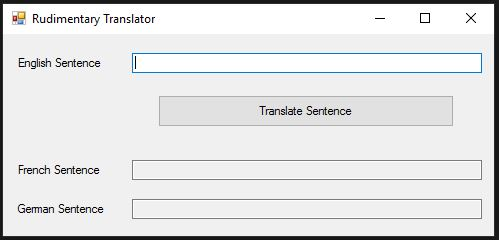 Rudimentary Translator
English Sentence
Translate Sentence
French Sentence
German Sentence